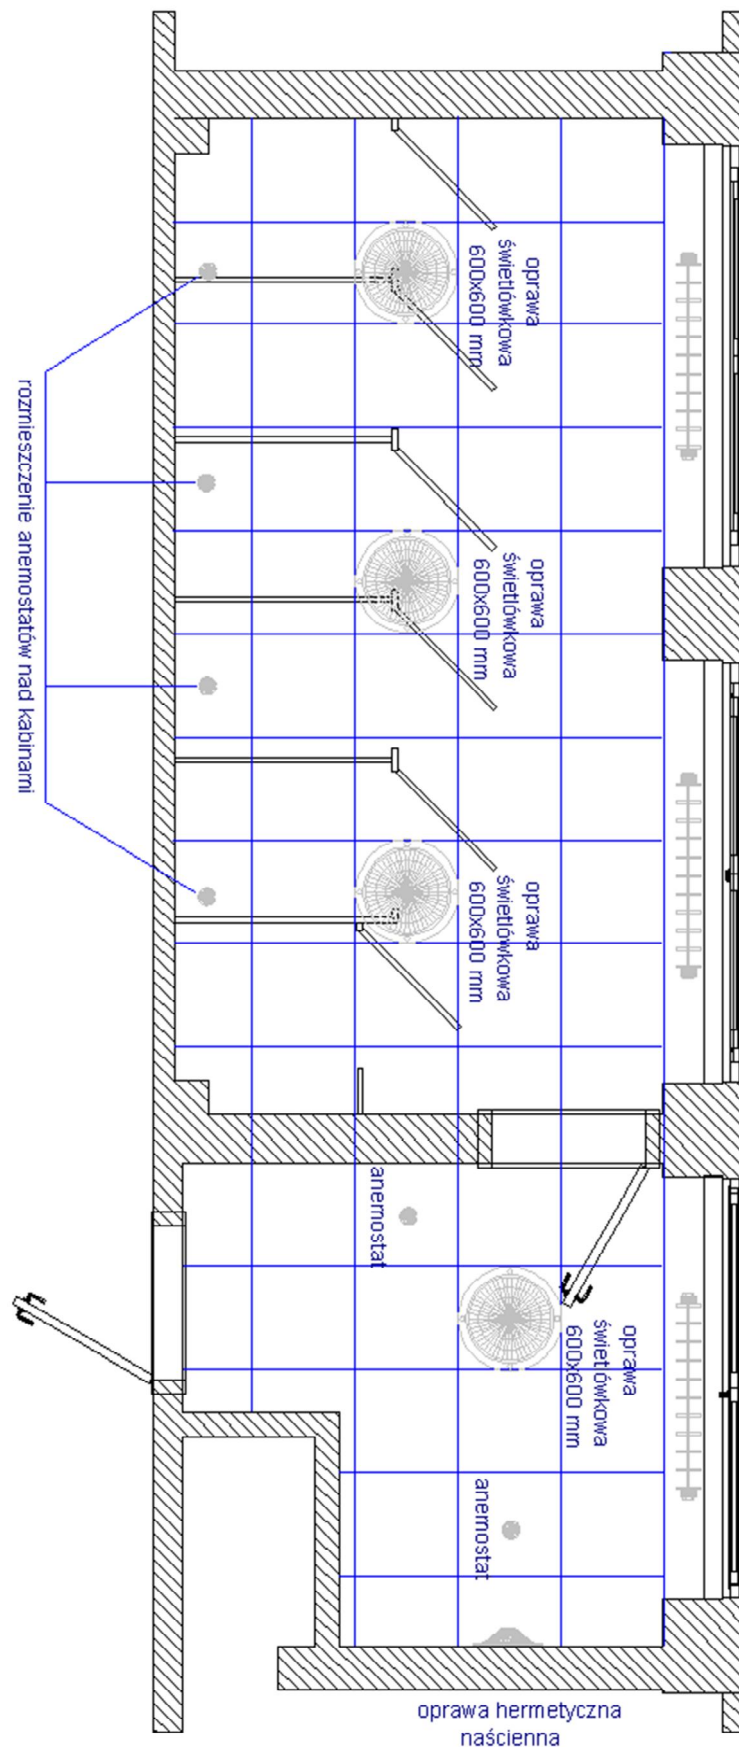 oprawa
świetlówkowa
600x600 mm
oprawa
świetlówkowa
600x600 mm
oprawa
świetlówkowa
600x600 mm
rozmieszczenie anemostatów nad kabinami
anemostat
oprawa
świetlówkowa
600x600 mm
anemostat
oprawa hermetyczna
naścienna